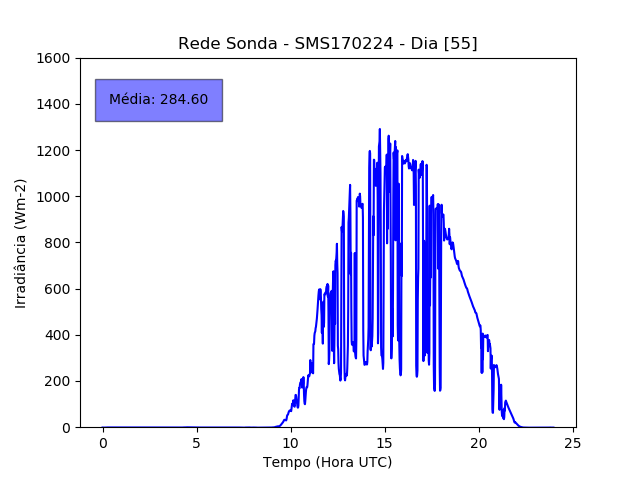 Rede Sonda - SMS170224 - Dia [55]
Média: 284.60
Irradiância (Wm-2)
1600
1400
1200
1000
800
600
400
200
0
0 5 10 15 20 25
Tempo (Hora UTC)